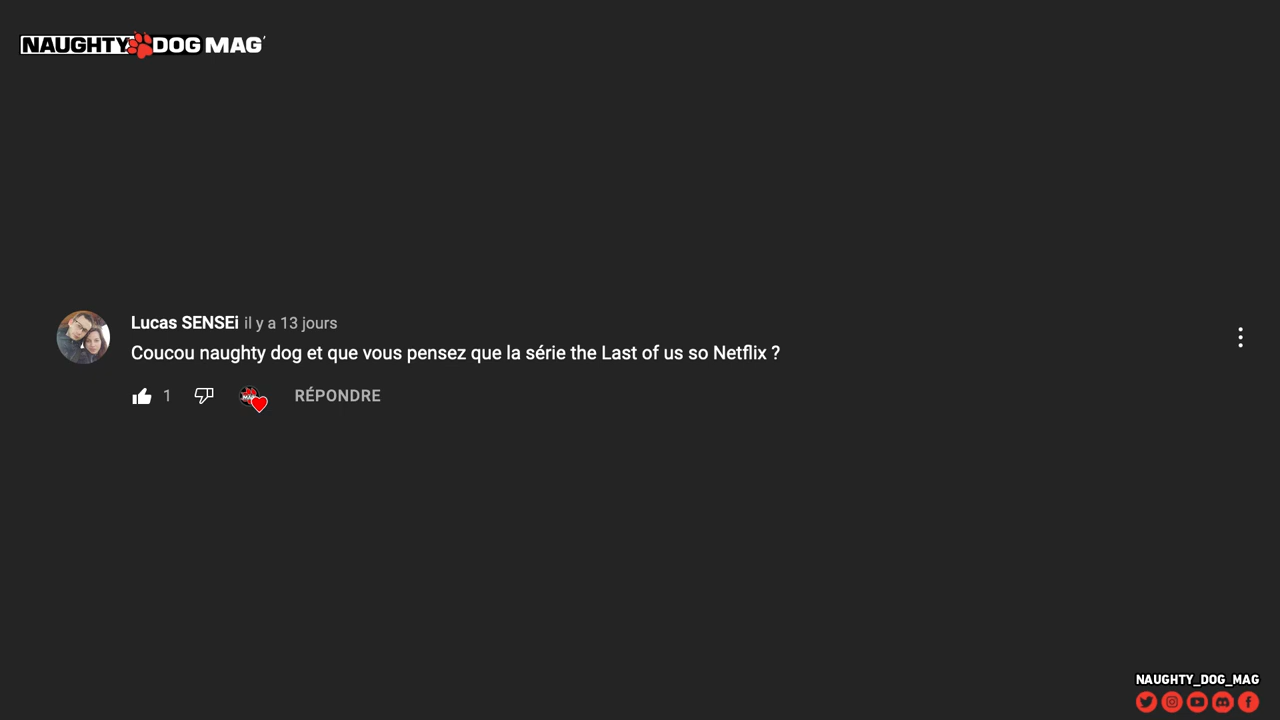 NAUGHTY DOG MAG'
Lucas SENSEi il y a 13 jours
Coucou naughty dog et que vous pensez que la série the Last of us so Netflix ?
1 RÉPONDRE
NAUGHTY_DOG_MAG